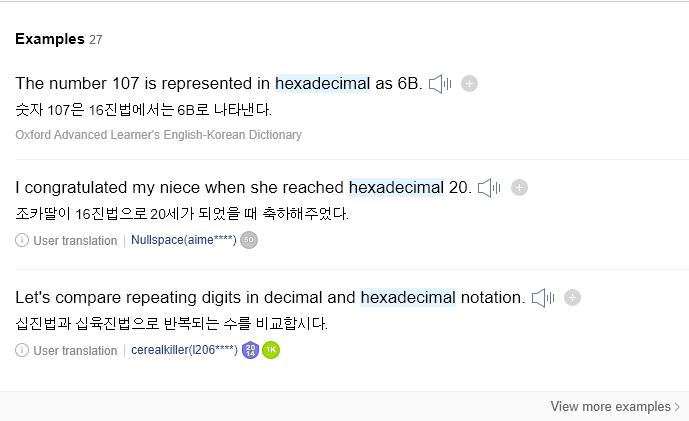 Examples 27
The number 107 is represented in hexadecimal as 6B.
숫자 107은 16진법에서는 6B로 나타낸다.
Oxford Advanced Learner's English-Korean Dictionary
I congratulated my niece when she reached hexadecimal 20.
조카딸이 16진법으로 20세가 되었을 때 축하해주었다.
User translation | Nullspace(aime****) 50
Let's compare repeating digits in decimal and hexadecimal notation.
십진법과 십육진법으로 반복되는 수를 비교합시다.
User translation | cerealkiller(l206****) 2014 1K
View more examples